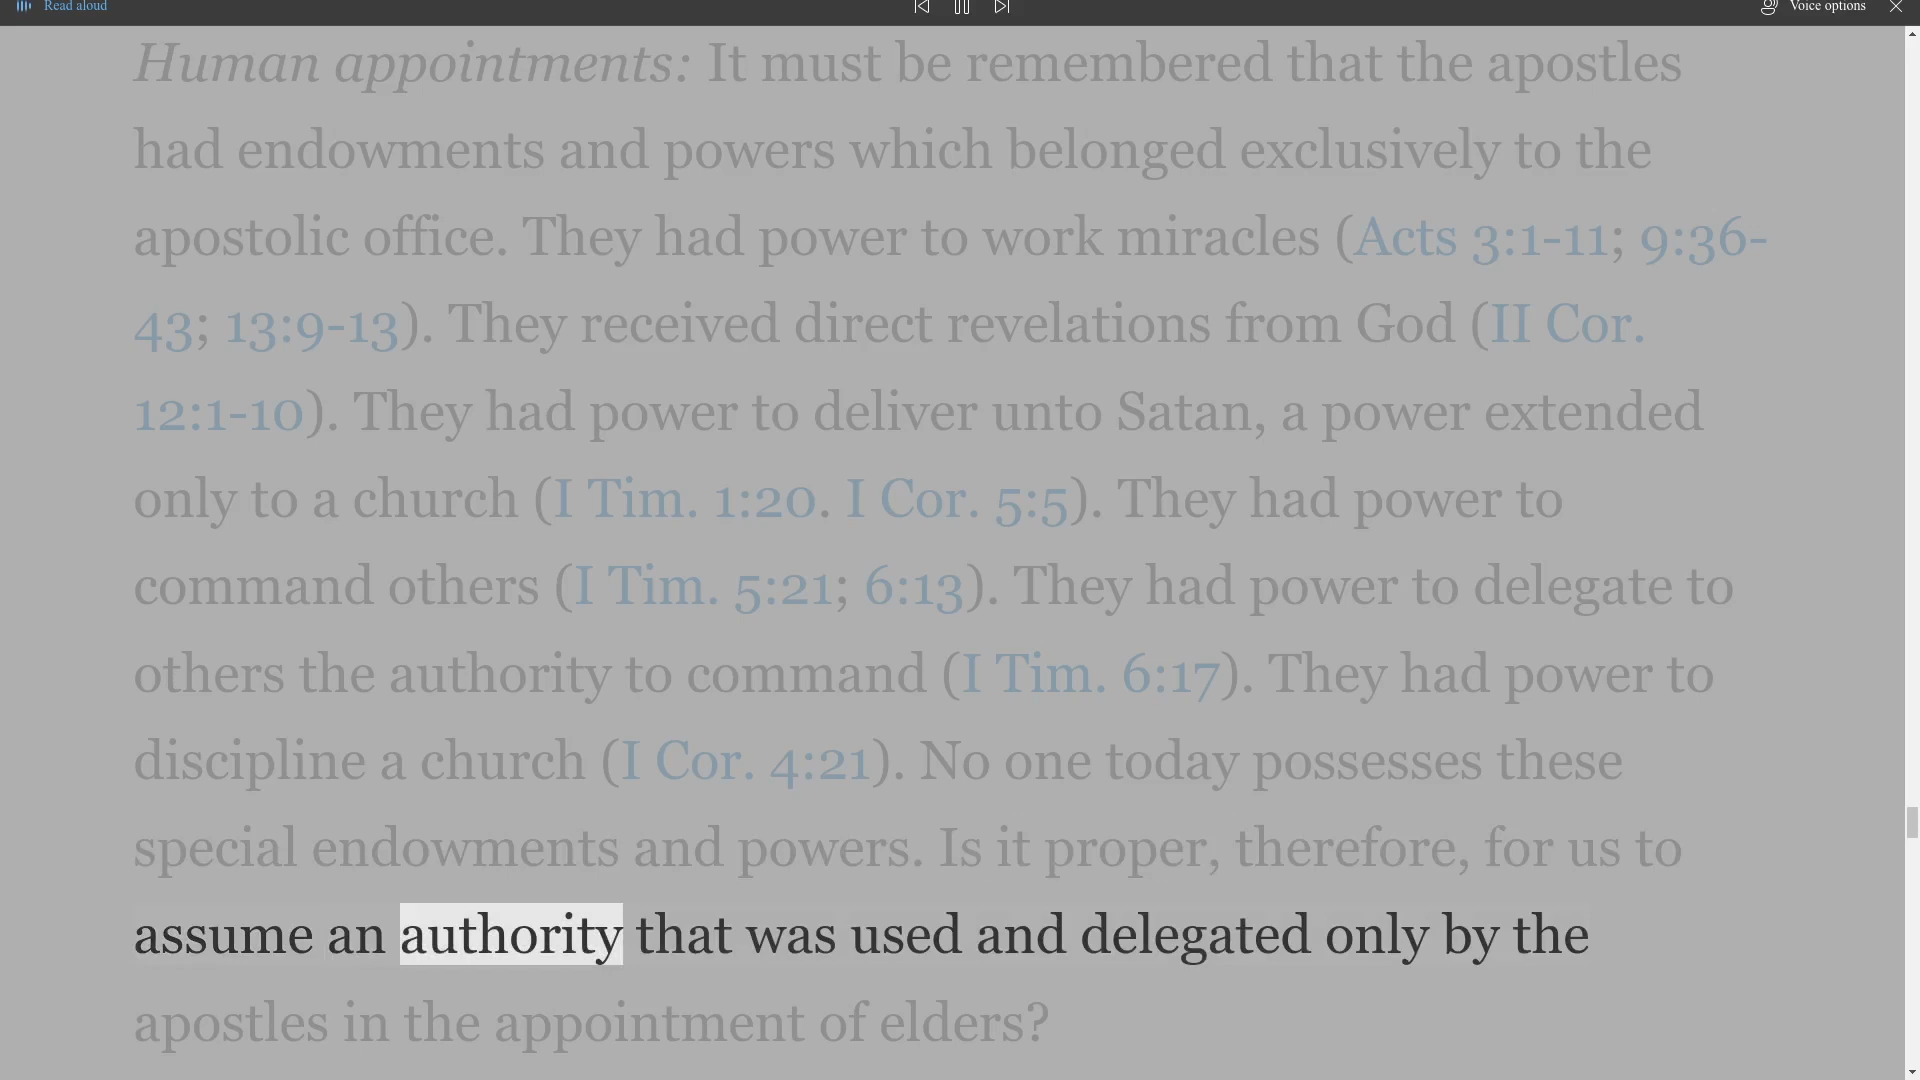 Read aloud
Voice options
Human appointments: It must be remembered that the apostles
had endowments and powers which belonged exclusively to the
apostolic office. They had power to work miracles (Acts 3:1-11; 9:36-
43; 13:9-13). They received direct revelations from God (II Cor.
12:1-10). They had power to deliver unto Satan, a power extended
only to a church (I Tim. 1:20. I Cor. 5:5). They had power to
command others (I Tim. 5:21; 6:13). They had power to delegate to
others the authority to command (I Tim. 6:17). They had power to
discipline a church (I Cor. 4:21). No one today possesses these
special endowments and powers. Is it proper, therefore, for us to
assume an authority that was used and delegated only by the
apostles in the appointment of elders?